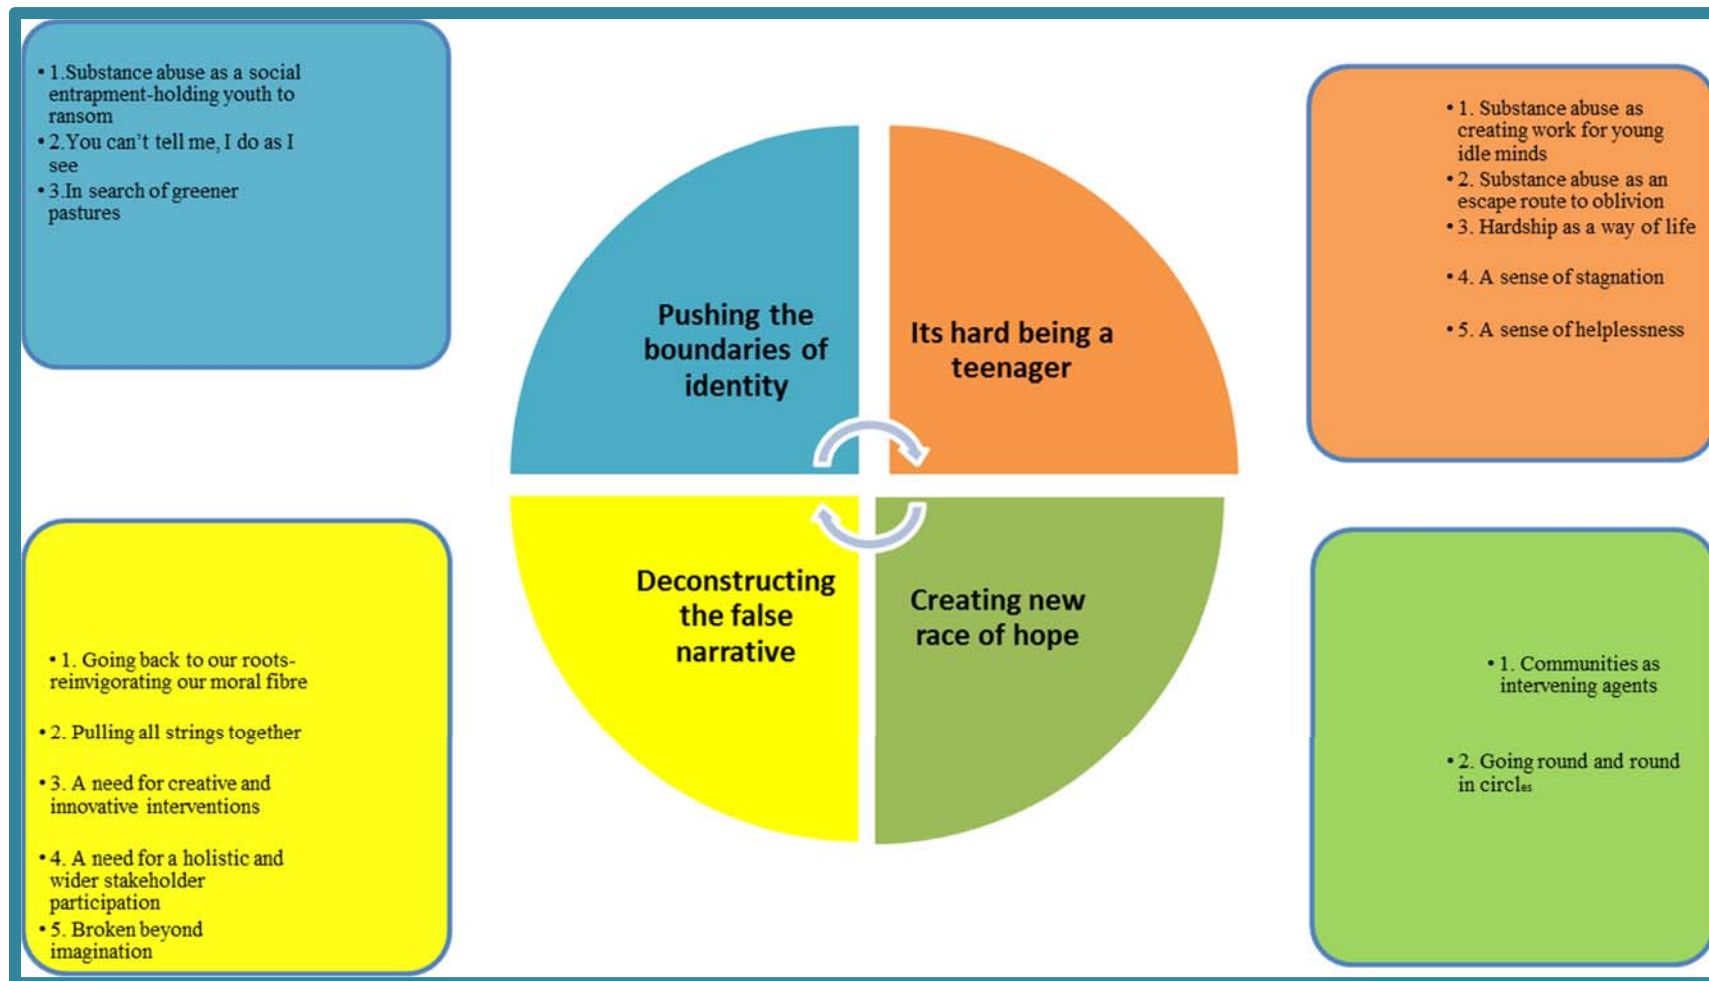 • 1.Substance abuse as a social
entrapment-holding youth to
ransom
• 2.You can’t tell me, I do as I
see
• 3.In search of greener
pastures
Pushing the
boundaries of
identity
Its hard being a
teenager
• 1. Substance abuse as
creating work for young
idle minds
• 2. Substance abuse as an
escape route to oblivion
• 3. Hardship as a way of life
• 4. A sense of stagnation
• 5. A sense of helplessness
• 1. Going back to our roots-
reinvigorating our moral fibre
• 2. Pulling all strings together
• 3. A need for creative and
innovative interventions
• 4. A need for a holistic and
wider stakeholder
participation
• 5. Broken beyond
imagination
Deconstructing
the false
narrative
Creating new
race of hope
• 1. Communities as
intervening agents
• 2. Going round and round
in circles